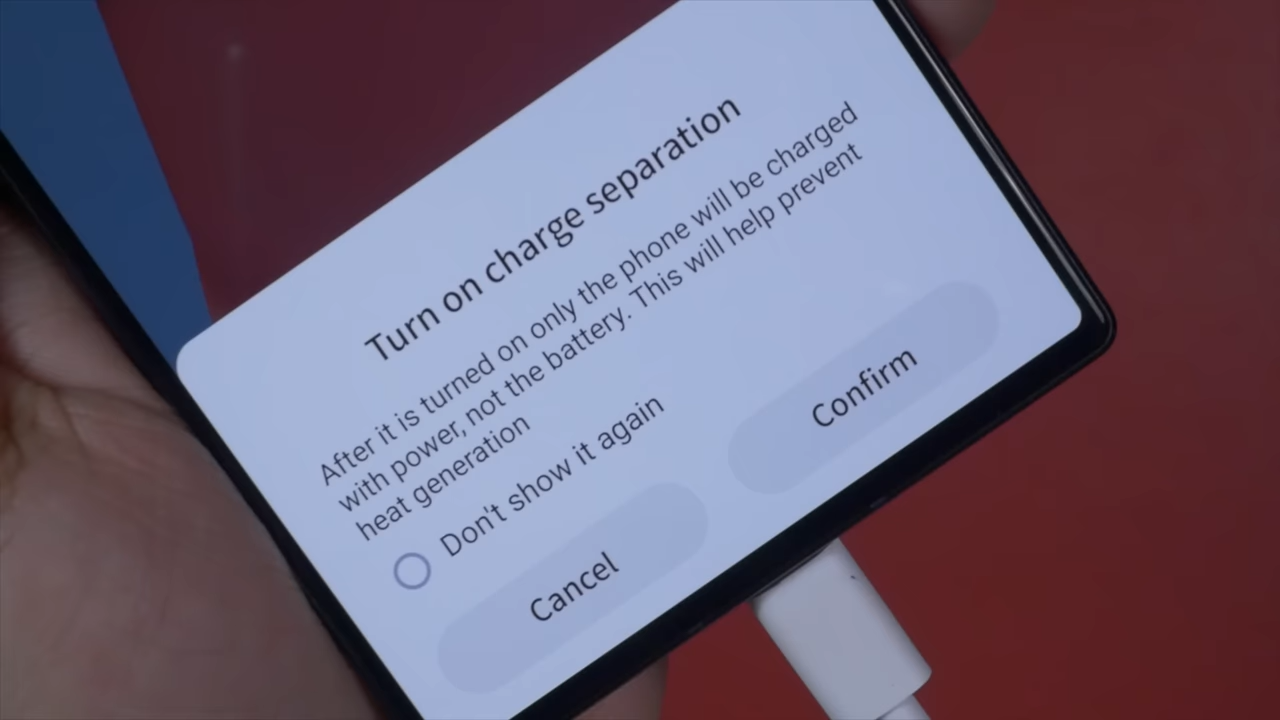 Turn on charge separation
After it is turned on only the phone will be charged
with power, not the battery. This will help prevent
heat generation
Don't show it again
Cancel
Confirm